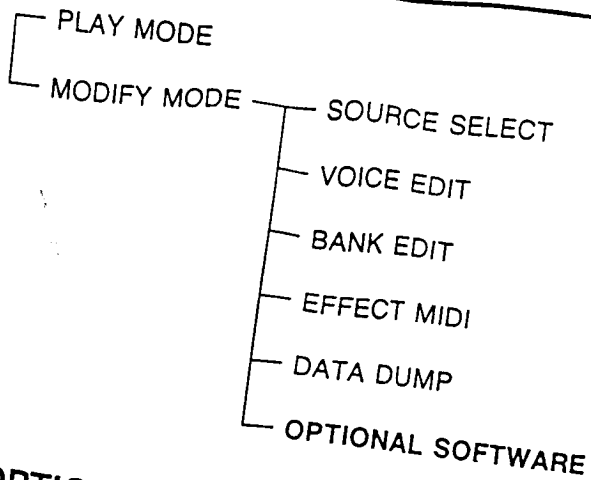 PLAY MODE
MODIFY MODE
SOURCE SELECT
VOICE EDIT
BANK EDIT
EFFECT MIDI
DATA DUMP
OPTIONAL SOFTWARE